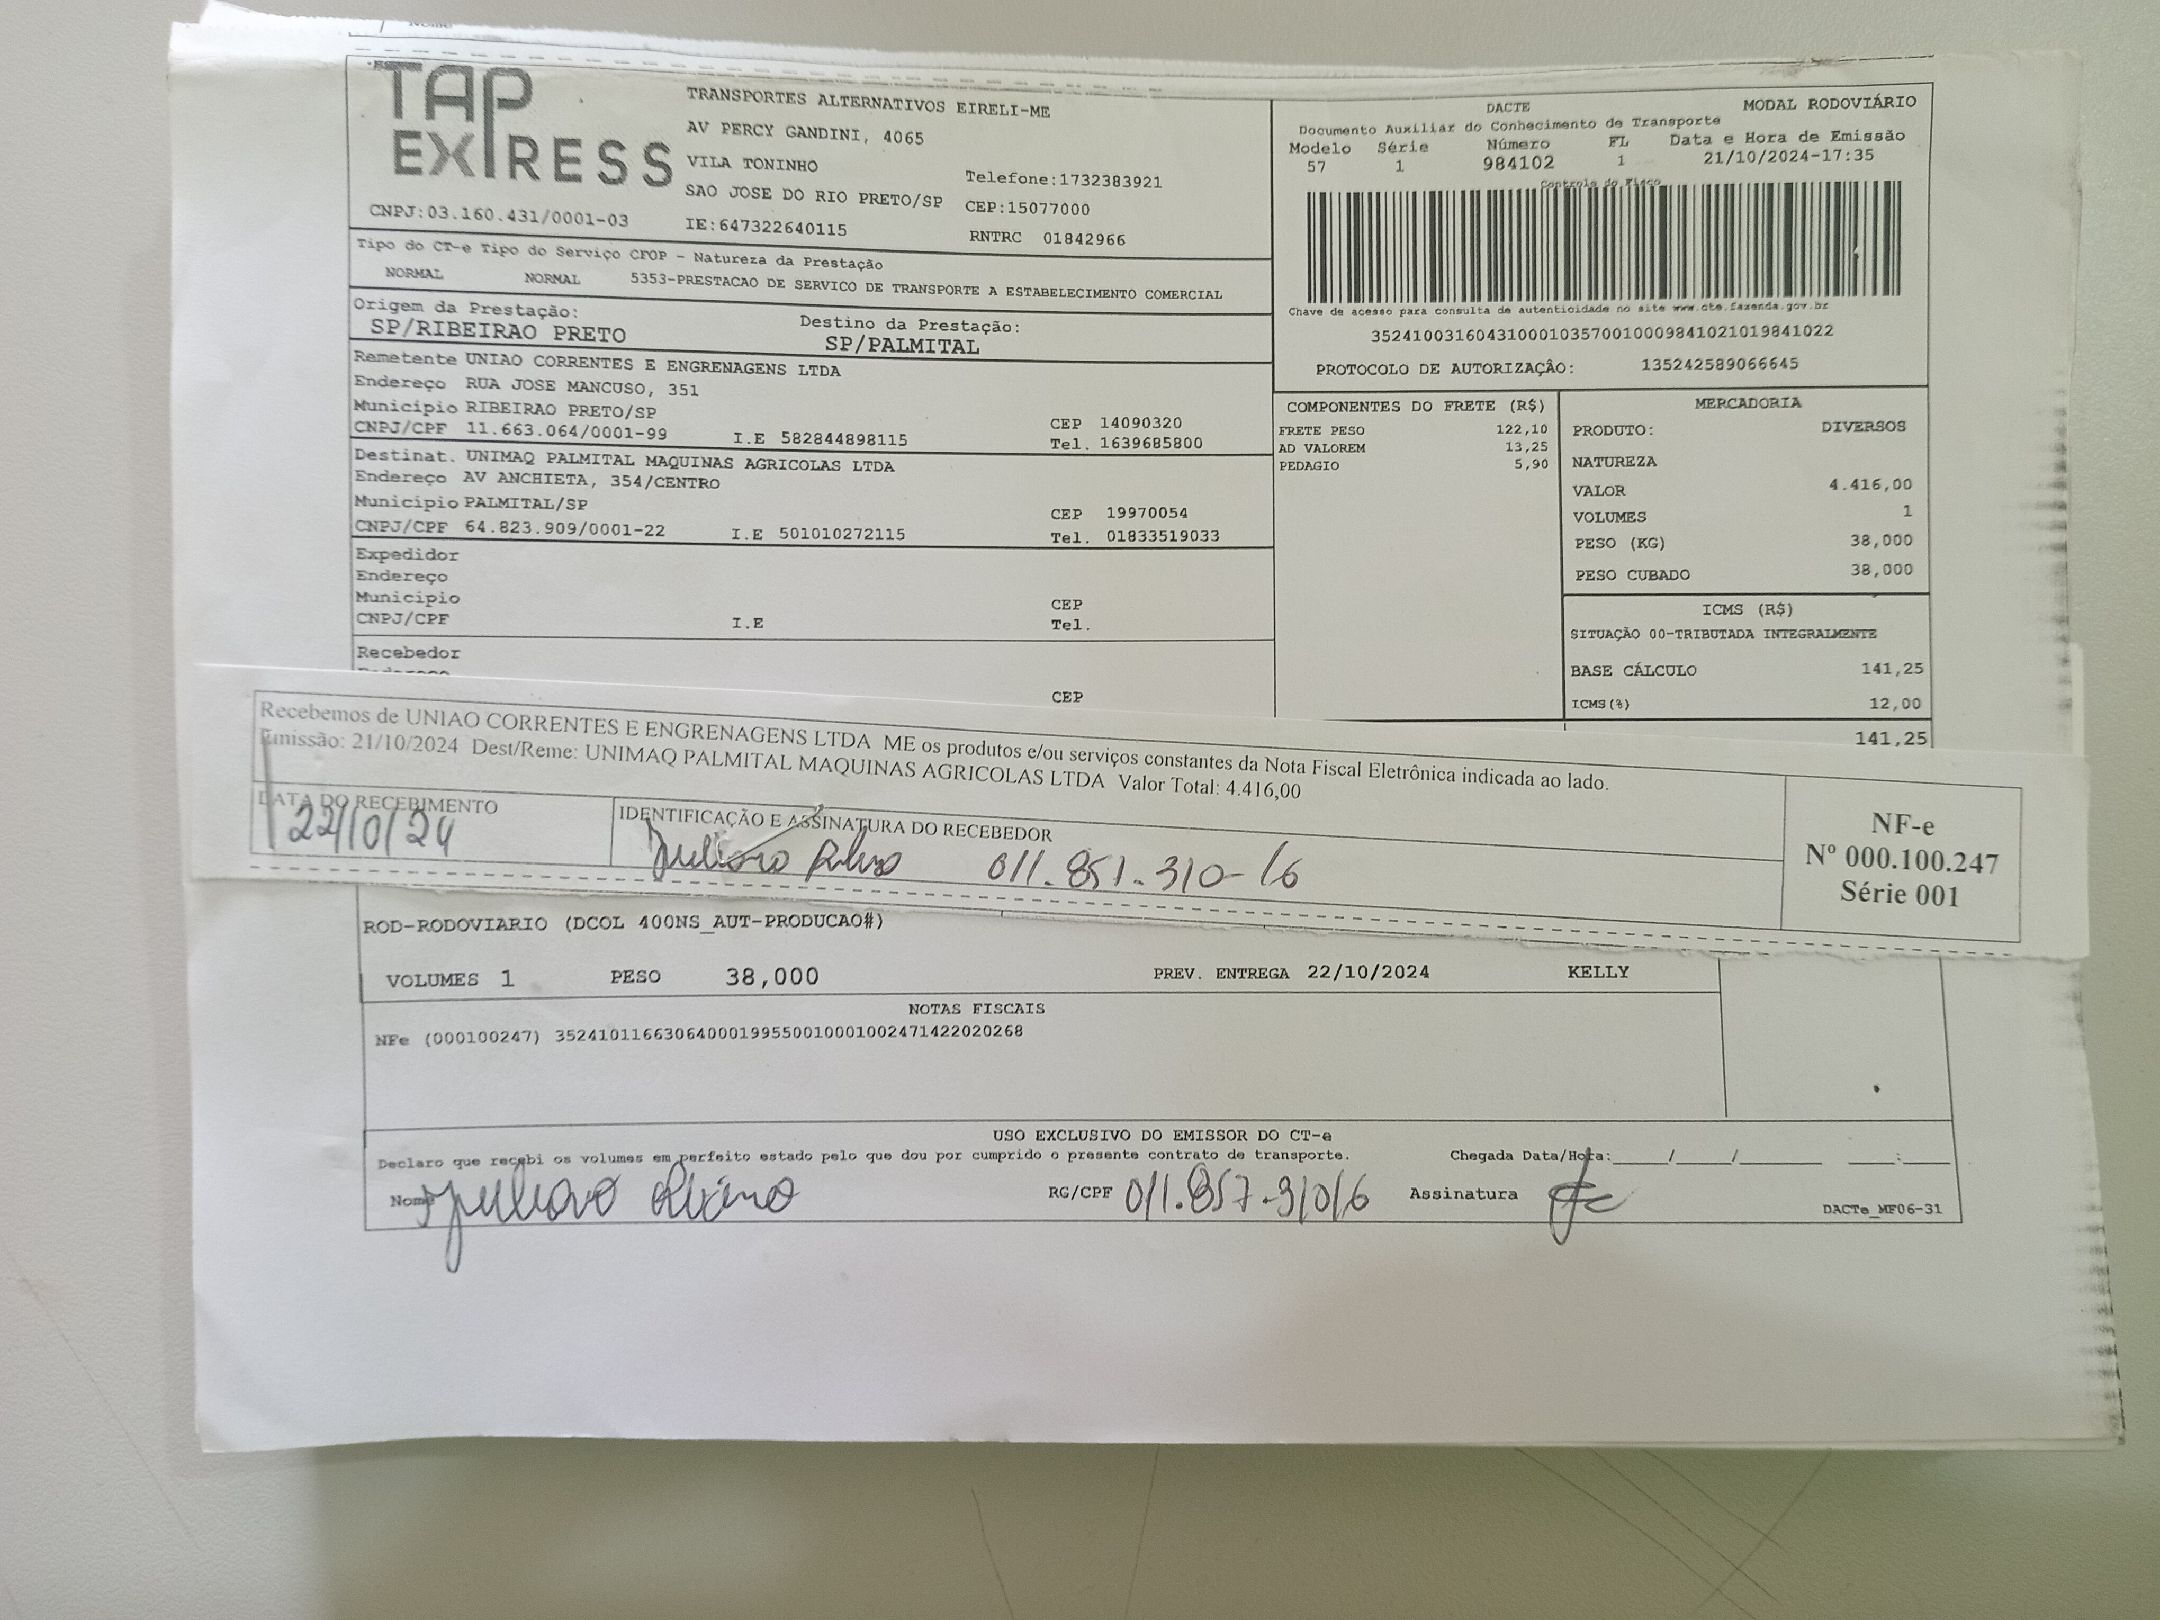 TAP EXPRESS
TRANSPORTES ALTERNATIVOS EIRELI-ME
AV PERCY GANDINI, 4065
VILA TONINHO
Telefone:1732383921
SAO JOSE DO RIO PRETO/SP CEP:15077000
CNPJ:03.160.431/0001-03 IE:647322640115 RNTRC 01842966
DACTE MODAL RODOVIÁRIO
Documento Auxiliar do Conhecimento de Transporte
Modelo Série Número FL Data e Hora de Emissão
57 1 984102 1 21/10/2024-17:35
Controle do Fisco
Chave de acesso para consulta de autenticidade no site www.cte.fazenda.gov.br
35241003160431000103570010009841021019841022
PROTOCOLO DE AUTORIZAÇÂO: 135242589066645
Tipo do CT-e Tipo do Serviço CFOP - Natureza da Prestação
NORMAL NORMAL 5353-PRESTACAO DE SERVICO DE TRANSPORTE A ESTABELECIMENTO COMERCIAL
Origem da Prestação: Destino da Prestação:
SP/RIBEIRAO PRETO SP/PALMITAL
Remetente UNIAO CORRENTES E ENGRENAGENS LTDA
Endereço RUA JOSE MANCUSO, 351
Municipio RIBEIRAO PRETO/SP CEP 14090320
CNPJ/CPF 11.663.064/0001-99 I.E 582844898115 Tel. 1639685800
Destinat. UNIMAQ PALMITAL MAQUINAS AGRICOLAS LTDA
Endereço AV ANCHIETA, 354/CENTRO
Municipio PALMITAL/SP CEP 19970054
CNPJ/CPF 64.823.909/0001-22 I.E 501010272115 Tel. 01833519033
Expedidor
Endereço
Municipio CEP
CNPJ/CPF I.E Tel.
Recebedor
CEP
COMPONENTES DO FRETE (R$)
FRETE PESO 122,10
AD VALOREM 13,25
PEDAGIO 5,90
MERCADORIA
PRODUTO: DIVERSOS
NATUREZA
VALOR 4.416,00
VOLUMES 1
PESO (KG) 38,000
PESO CUBADO 38,000
ICMS (R$)
SITUAÇÃO 00-TRIBUTADA INTEGRALMENTE
BASE CÁLCULO 141,25
ICMS(%) 12,00
141,25
Recebemos de UNIAO CORRENTES E ENGRENAGENS LTDA ME os produtos e/ou serviços constantes da Nota Fiscal Eletrônica indicada ao lado.
Emissão: 21/10/2024 Dest/Reme: UNIMAQ PALMITAL MAQUINAS AGRICOLAS LTDA Valor Total: 4.416,00
DATA DO RECEBIMENTO IDENTIFICAÇÃO E ASSINATURA DO RECEBEDOR
22/10/24 Juliano 011.851.310-16
NF-e
Nº 000.100.247
Série 001
ROD-RODOVIARIO (DCOL 400NS_AUT-PRODUCAO#)
VOLUMES 1 PESO 38,000 PREV. ENTREGA 22/10/2024 KELLY
NOTAS FISCAIS
NFe (000100247) 35241011663064000199550010001002471422020268
USO EXCLUSIVO DO EMISSOR DO CT-e
Declaro que recebi os volumes em perfeito estado pelo que dou por cumprido o presente contrato de transporte. Chegada Data/Hora:____/____/________ ____:____
Nome Juliano RG/CPF 011.857.310/6 Assinatura
DACTe_MF06-31